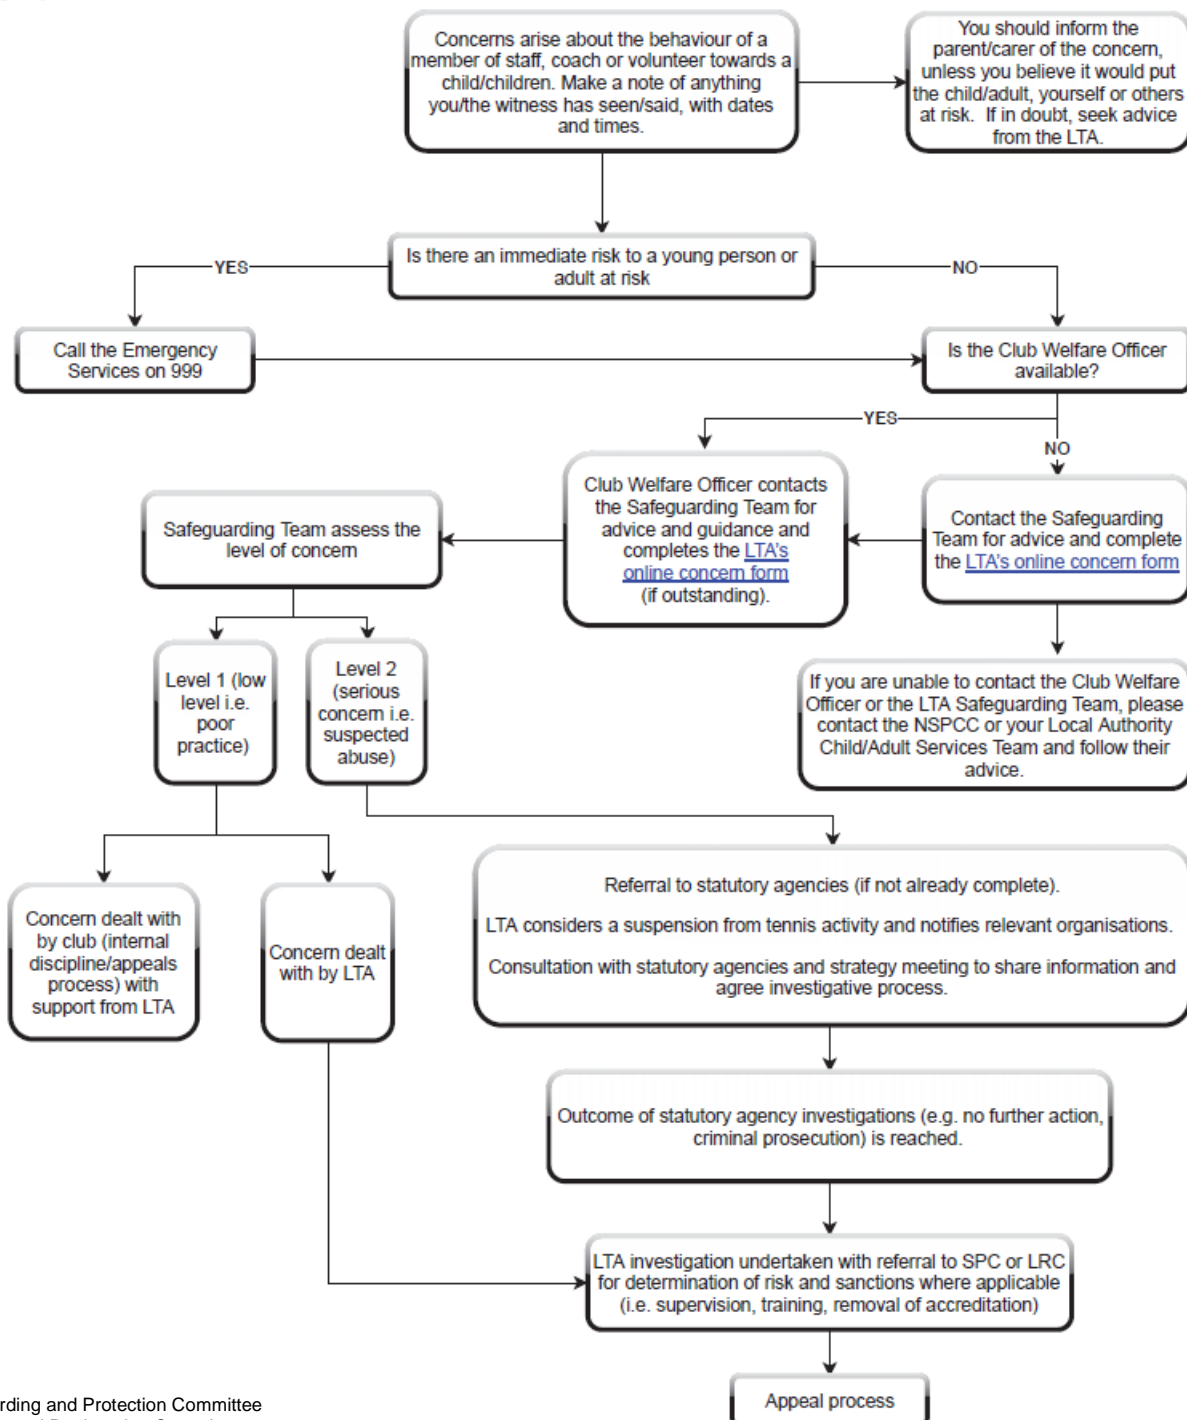 Concerns arise about the behaviour of a
member of staff, coach or volunteer towards a
child/children. Make a note of anything
you/the witness has seen/said, with dates
and times.
You should inform the
parent/carer of the concern,
unless you believe it would put
the child/adult, yourself or others
at risk. If in doubt, seek advice
from the LTA.
Is there an immediate risk to a young person or
adult at risk
YES
NO
Call the Emergency
Services on 999
Is the Club Welfare Officer
available?
YES
NO
Club Welfare Officer contacts
the Safeguarding Team for
advice and guidance and
completes the LTA's
online concern form
(if outstanding).
Contact the Safeguarding
Team for advice and complete
the LTA's online concern form
Safeguarding Team assess the
level of concern
Level 1 (low
level i.e.
poor
practice)
Level 2
(serious
concern i.e.
suspected
abuse)
If you are unable to contact the Club Welfare
Officer or the LTA Safeguarding Team, please
contact the NSPCC or your Local Authority
Child/Adult Services Team and follow their
advice.
Concern dealt with
by club (internal
discipline/appeals
process) with
support from LTA
Concern dealt
with by LTA
Referral to statutory agencies (if not already complete).
LTA considers a suspension from tennis activity and notifies relevant organisations.
Consultation with statutory agencies and strategy meeting to share information and
agree investigative process.
Outcome of statutory agency investigations (e.g. no further action,
criminal prosecution) is reached.
LTA investigation undertaken with referral to SPC or LRC
for determination of risk and sanctions where applicable
(i.e. supervision, training, removal of accreditation)
Appeal process
rding and Protection Committee